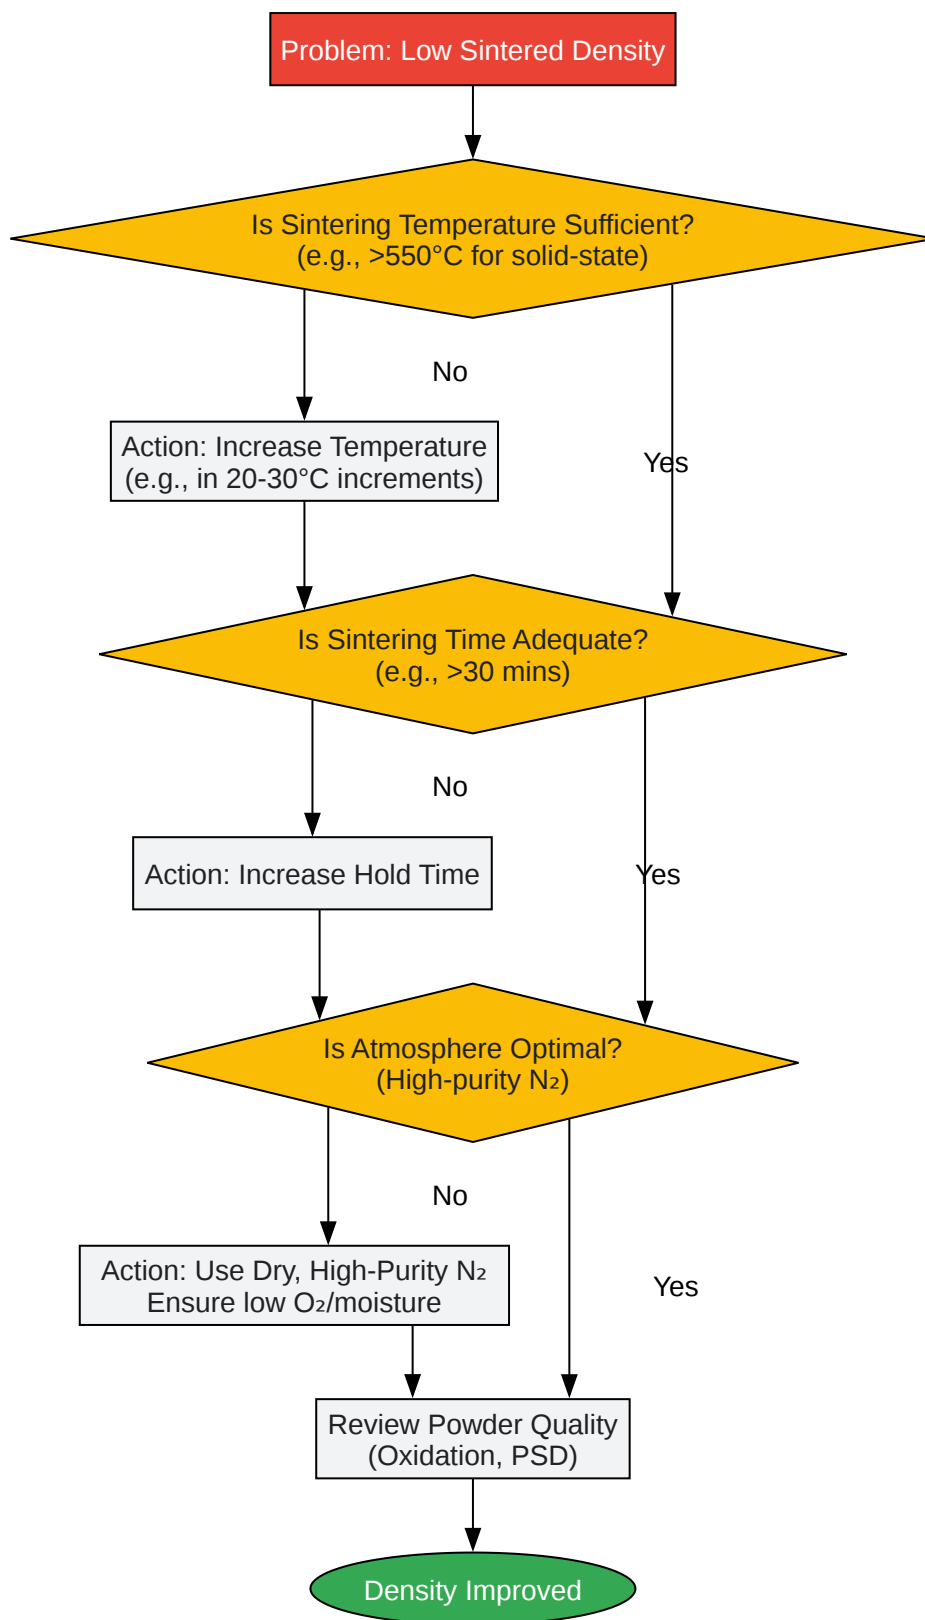 Problem: Low Sintered Density
Is Sintering Temperature Sufficient?
(e.g., >550°C for solid-state)
No
Action: Increase Temperature
(e.g., in 20-30°C increments)
Yes
Is Sintering Time Adequate?
(e.g., >30 mins)
No
Action: Increase Hold Time
Yes
Is Atmosphere Optimal?
(High-purity N₂)
No
Action: Use Dry, High-Purity N₂
Ensure low O₂/moisture
Yes
Review Powder Quality
(Oxidation, PSD)
Density Improved